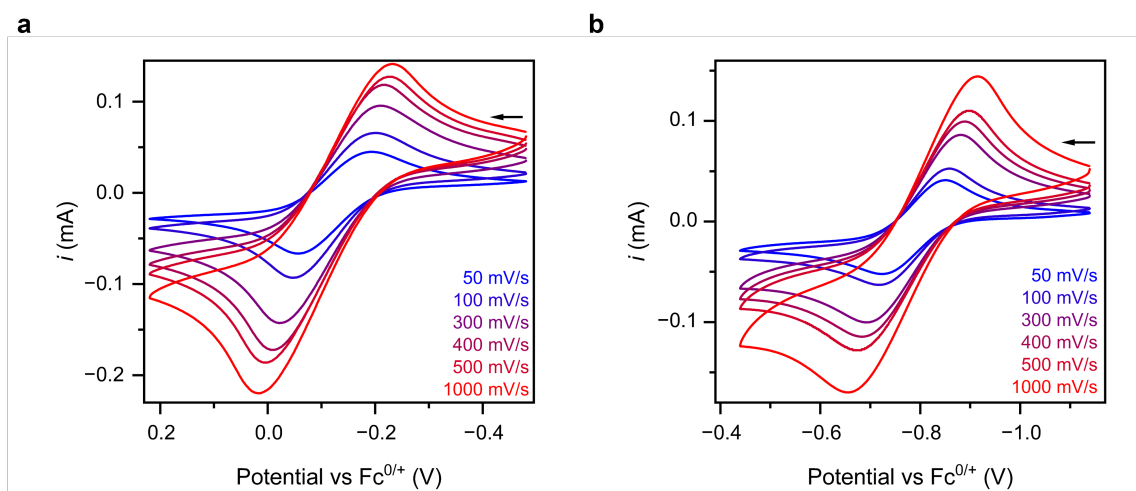 a
0.1
0.0
−0.1
−0.2
i (mA)
50 mV/s
100 mV/s
300 mV/s
400 mV/s
500 mV/s
1000 mV/s
0.2
0.0
−0.2
−0.4
Potential vs Fc0/+ (V)
b
0.1
0.0
−0.1
i (mA)
50 mV/s
100 mV/s
300 mV/s
400 mV/s
500 mV/s
1000 mV/s
−0.4
−0.6
−0.8
−1.0
Potential vs Fc0/+ (V)